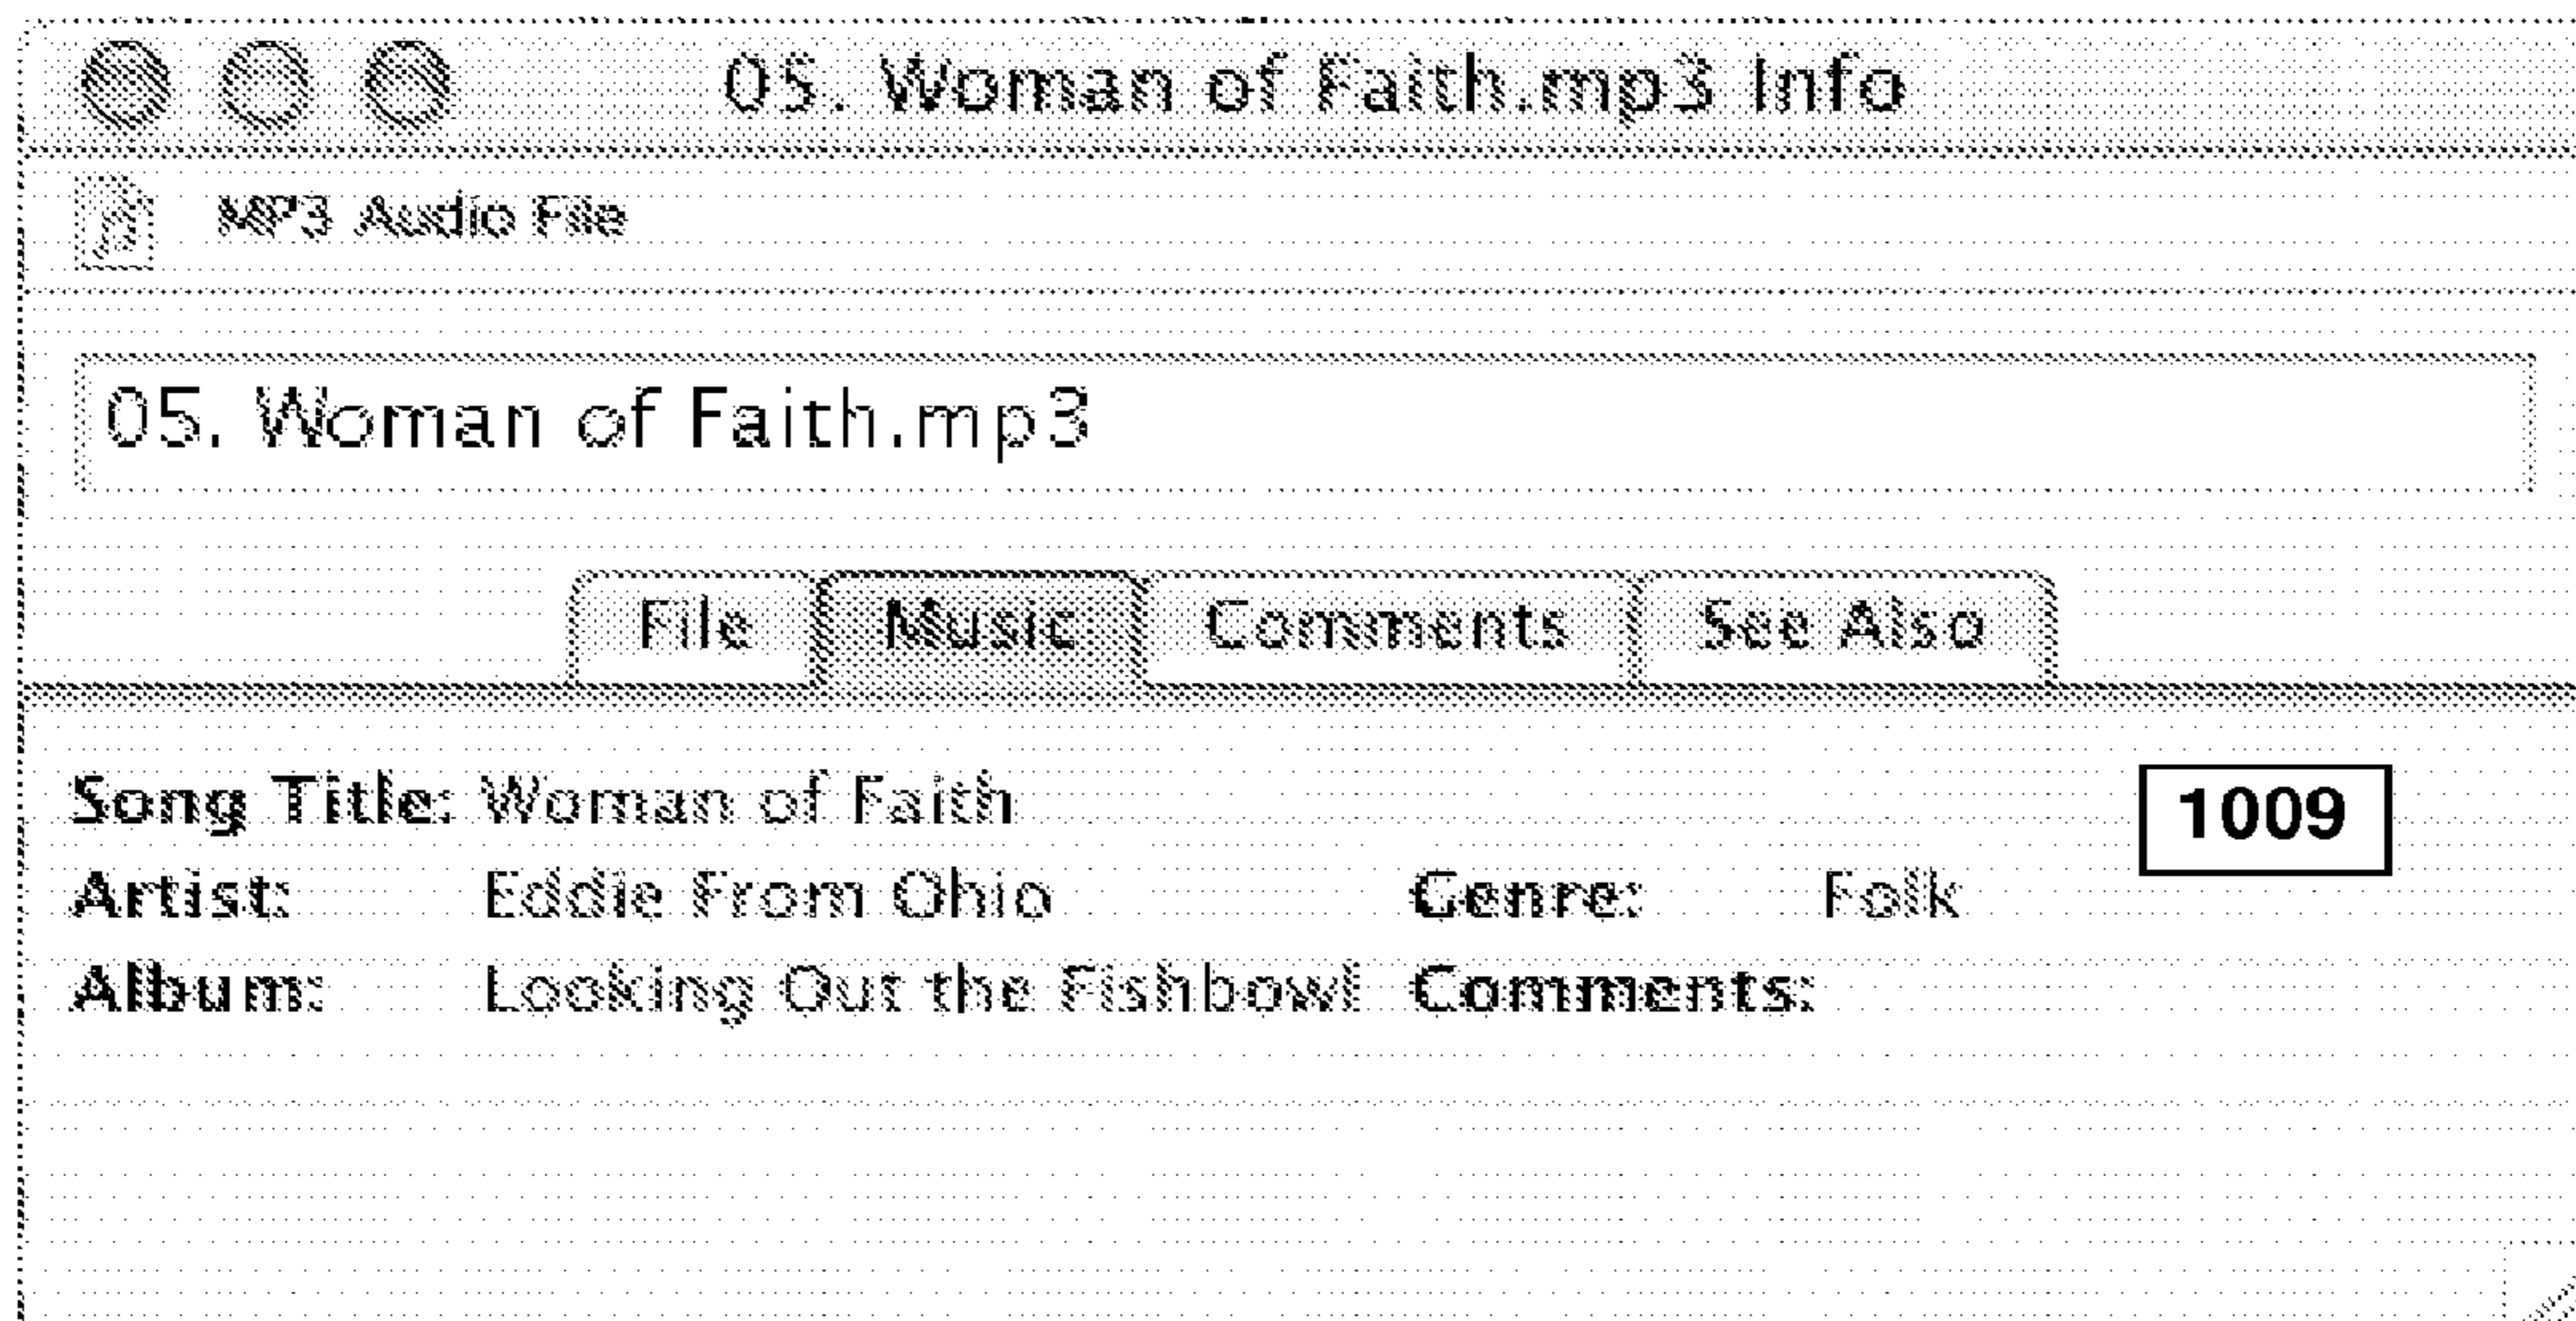 05. Woman of Faith.mp3 Info
MP3 Audio File
05. Woman of Faith.mp3
File Music Comments See Also
Song Title: Woman of Faith
1009
Artist: Eddie From Ohio Genre: Folk
Album: Looking Out the Fishbowl Comments: